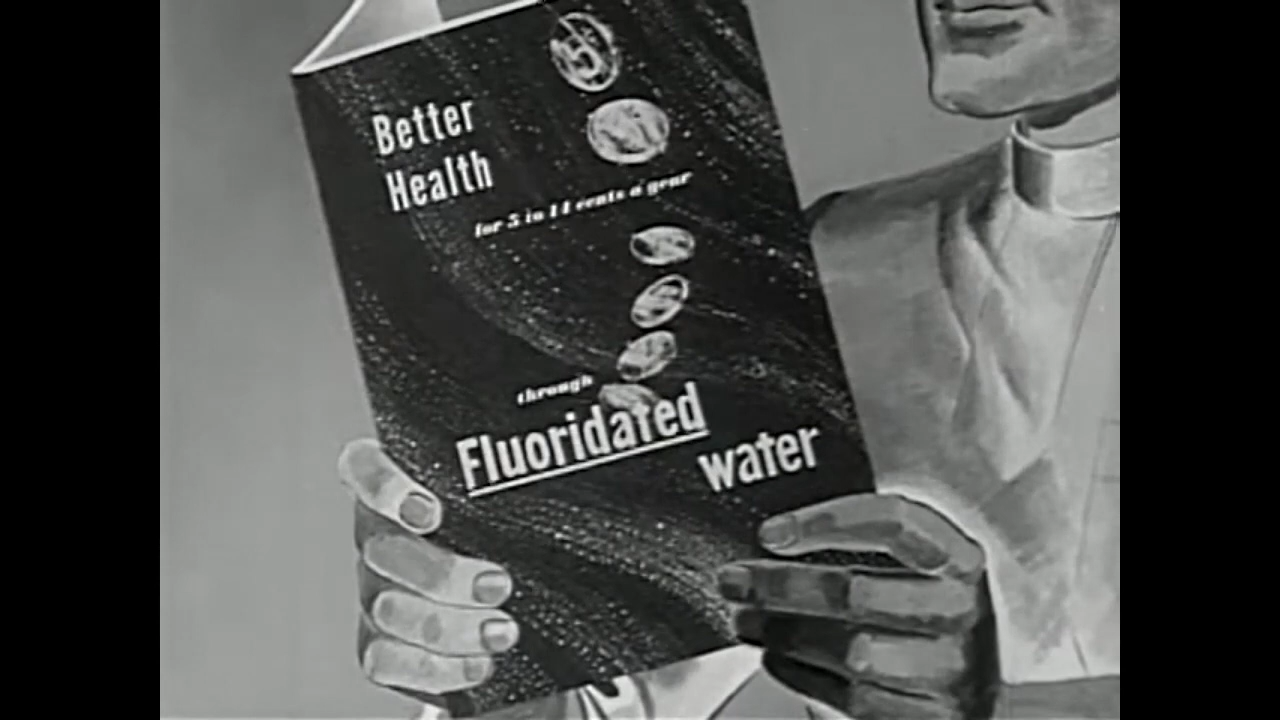 Better
Health
for 5 to 14 cents a year
through
Fluoridated
water